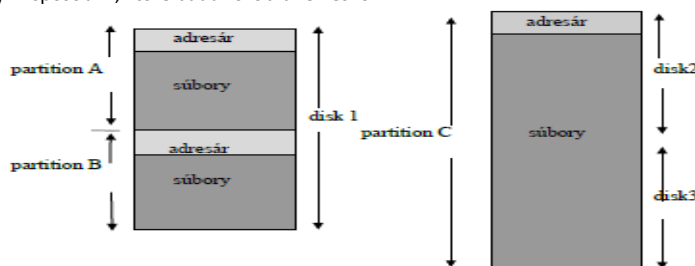 adresár
partition A
súbory
disk 1
adresár
partition B
súbory
adresár
disk2
partition C
súbory
disk3